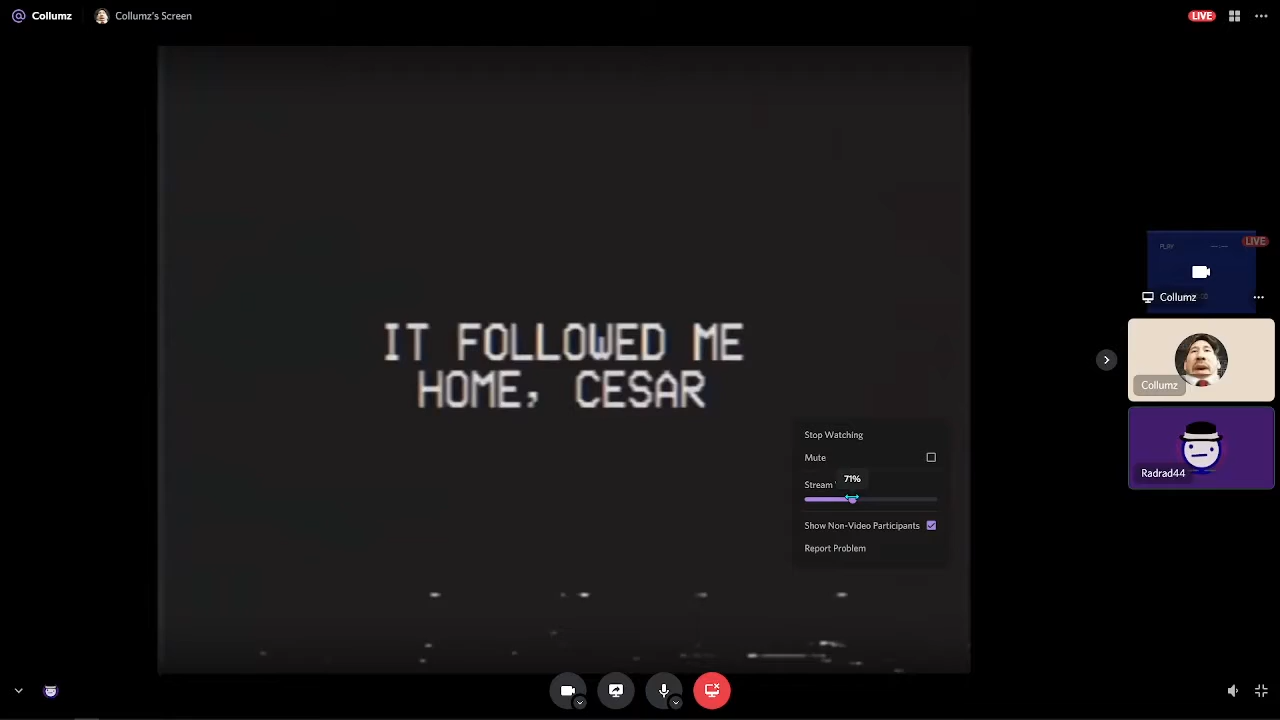 Collumz
Collumz's Screen
LIVE
IT FOLLOWED ME
HOME, CESAR
Stop Watching
Mute
71%
Stream
Show Non-Video Participants
Report Problem
PLAY
LIVE
Collumz
Collumz
Radrad44